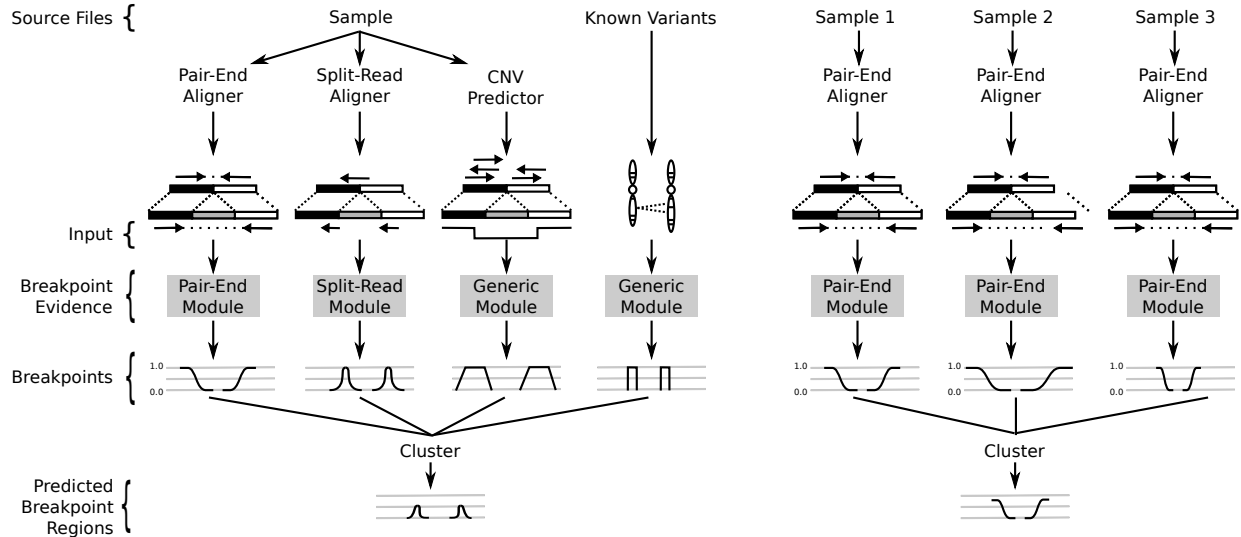 Source Files
Sample
Known Variants
Sample 1
Sample 2
Sample 3
Pair-End
Aligner
Split-Read
Aligner
CNV
Predictor
Pair-End
Aligner
Pair-End
Aligner
Pair-End
Aligner
Input
Breakpoint
Evidence
Pair-End
Module
Split-Read
Module
Generic
Module
Generic
Module
Pair-End
Module
Pair-End
Module
Pair-End
Module
Breakpoints
1.0
0.0
1.0
0.0
1.0
0.0
1.0
0.0
Cluster
Cluster
Predicted
Breakpoint
Regions